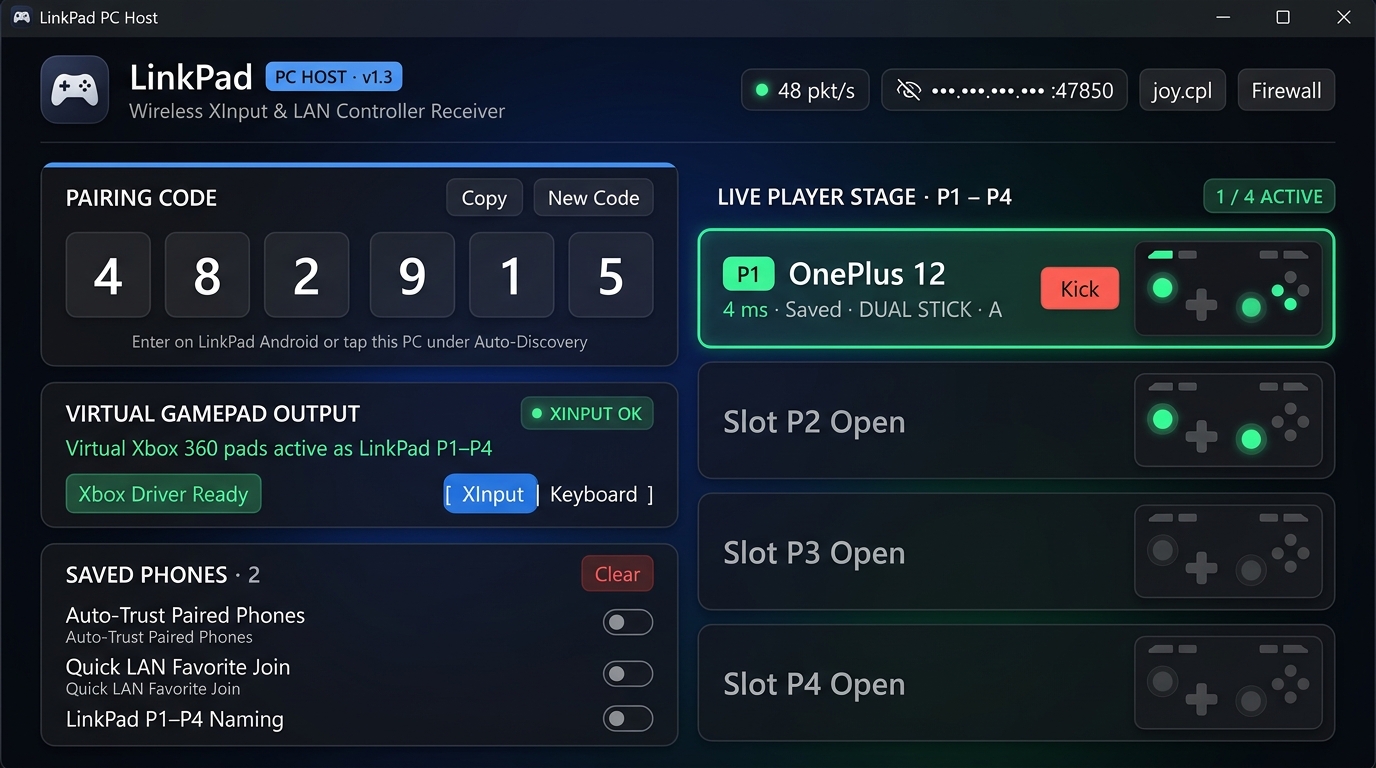 LinkPad PC Host
LinkPad PC HOST · v1.3
Wireless XInput & LAN Controller Receiver
48 pkt/s
•••.•••.•••.••• :47850
joy.cpl
Firewall
PAIRING CODE
Copy
New Code
4 8 2 9 1 5
Enter on LinkPad Android or tap this PC under Auto-Discovery
VIRTUAL GAMEPAD OUTPUT
XINPUT OK
Virtual Xbox 360 pads active as LinkPad P1–P4
Xbox Driver Ready
[ XInput | Keyboard ]
SAVED PHONES · 2
Clear
Auto-Trust Paired Phones
Auto-Trust Paired Phones
Quick LAN Favorite Join
Quick LAN Favorite Join
LinkPad P1–P4 Naming
LIVE PLAYER STAGE · P1 – P4
1 / 4 ACTIVE
P1 OnePlus 12
4 ms · Saved · DUAL STICK · A
Kick
Slot P2 Open
Slot P3 Open
Slot P4 Open